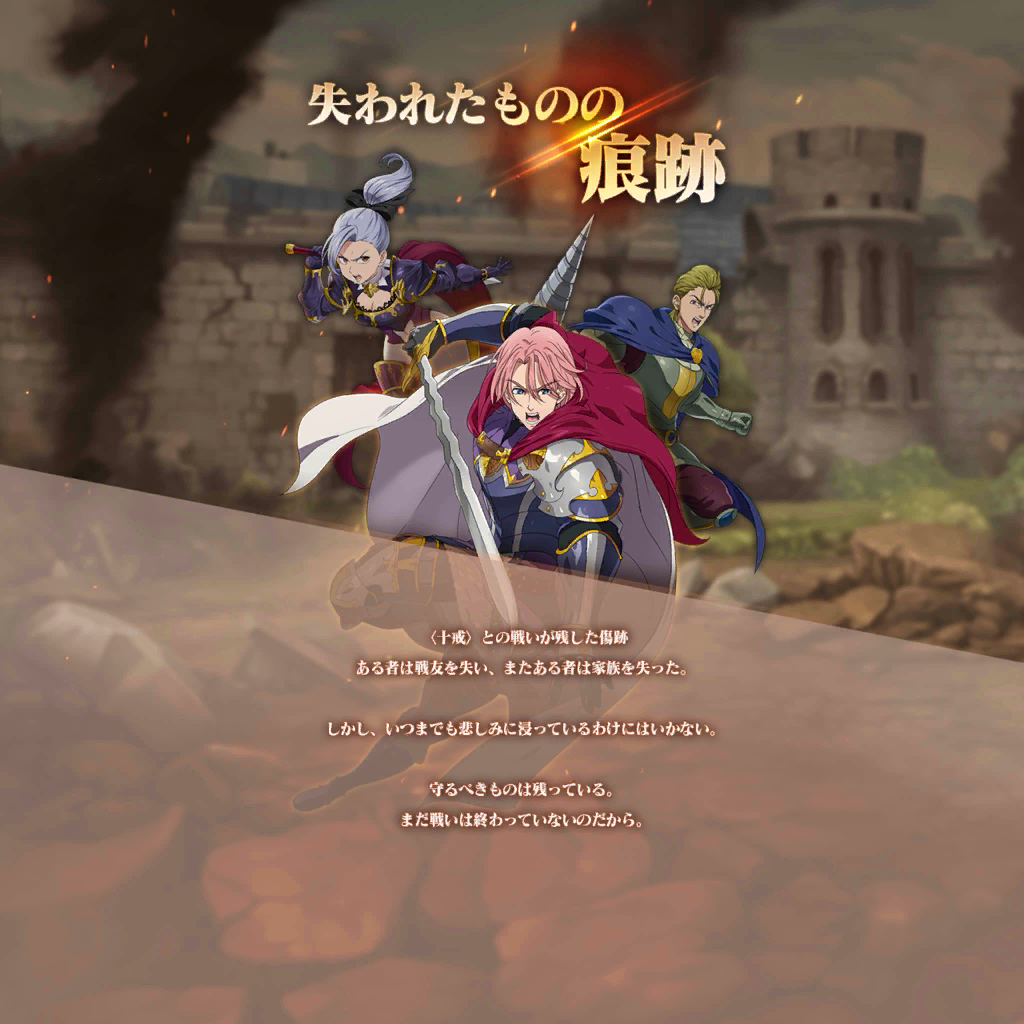 失われたものの
痕跡
〈十戒〉との戦いが残した傷跡
ある者は戦友を失い、またある者は家族を失った。
しかし、いつまでも悲しみに浸っているわけにはいかない。
守るべきものは残っている。
まだ戦いは終わっていないのだから。